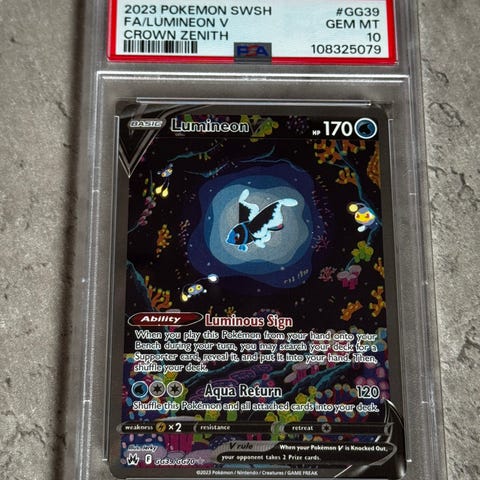 2023 POKEMON SWSH #GG39
FA/LUMINEON V GEM MT
CROWN ZENITH 10
PSA 108325079
BASIC Lumineon V HP 170
Ability Luminous Sign
When you play this Pokémon from your hand onto your
Bench during your turn, you may search your deck for a
Supporter card, reveal it, and put it into your hand. Then,
shuffle your deck.
Aqua Return 120
Shuffle this Pokémon and all attached cards into your deck.
weakness ×2 resistance retreat
V rule When your Pokémon V is Knocked Out,
your opponent takes 2 Prize cards.
F GG39/GG70
©2023 Pokémon / Nintendo / Creatures / GAME FREAK